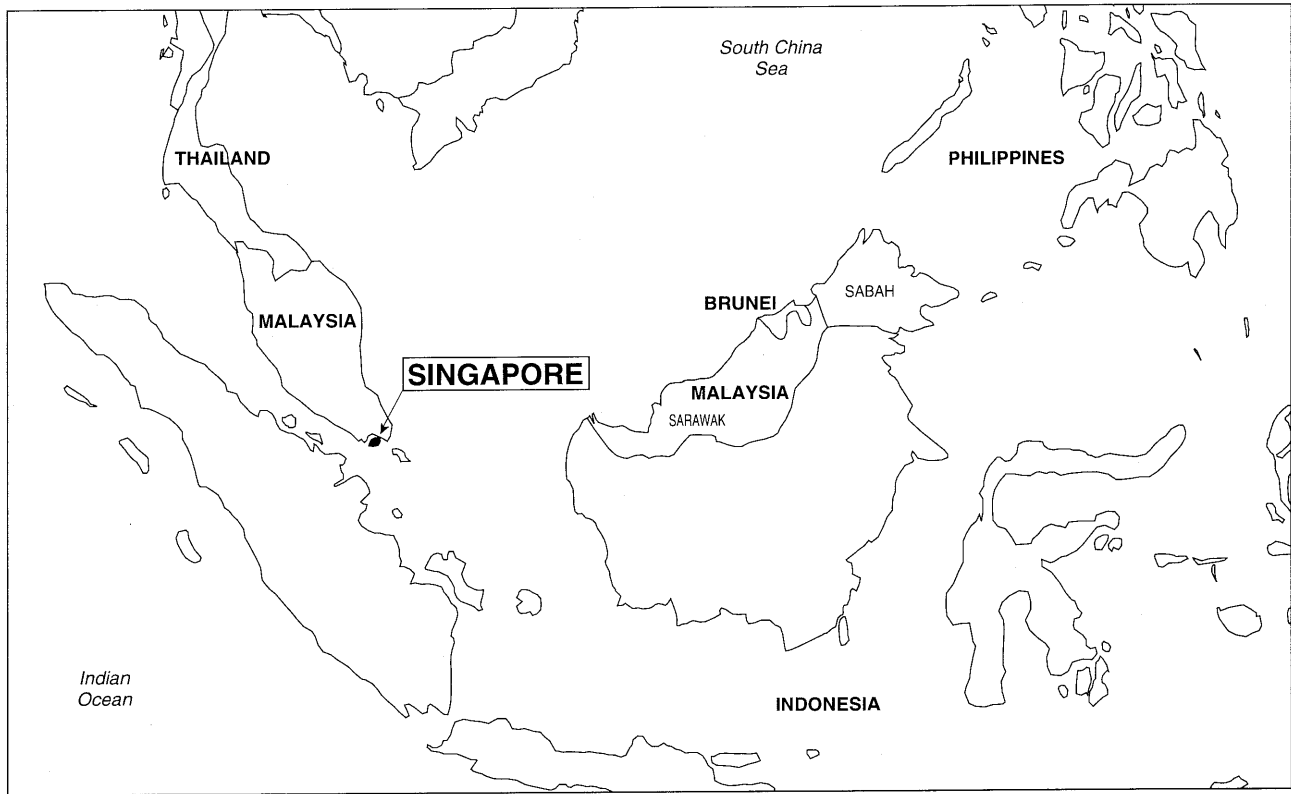 South China
Sea
THAILAND
PHILIPPINES
SABAH
BRUNEI
MALAYSIA
SINGAPORE
MALAYSIA
SARAWAK
Indian
Ocean
INDONESIA